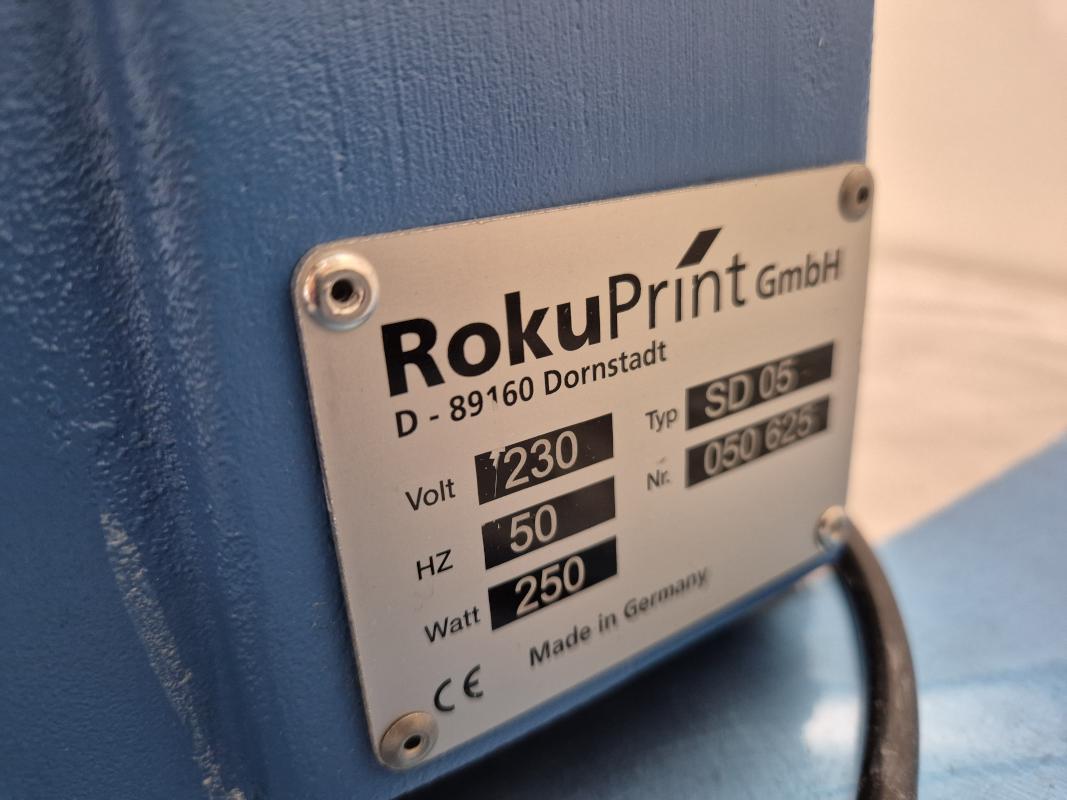 RokuPrint GmbH
D - 89160 Dornstadt
Volt 230
HZ 50
Watt 250
Typ SD 05
Nr. 050 625
Made in Germany
CE